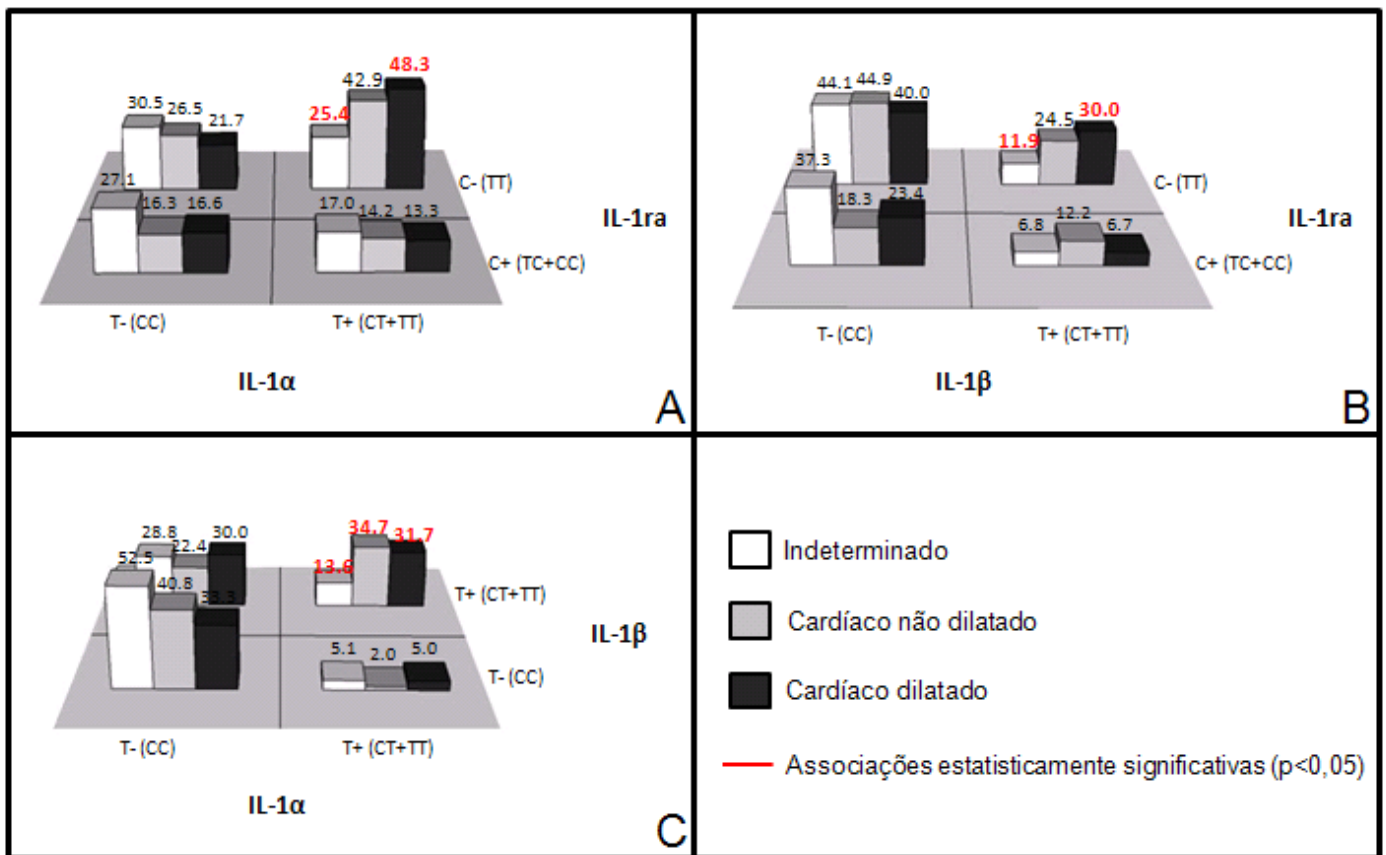 48.3
42.9
30.5
26.5
25.4
21.7
27.1
C- (TT)
16.3 16.6
17.0 14.2 13.3
IL-1ra
C+ (TC+CC)
T- (CC)
T+ (CT+TT)
IL-1α
A
44.1 44.9
40.0
30.0
24.5
11.9
37.3
C- (TT)
18.3
23.4
IL-1ra
6.8 12.2 6.7
C+ (TC+CC)
T- (CC)
T+ (CT+TT)
IL-1β
B
28.8
22.4
30.0
34.7
31.7
13.6
52.5
40.8
33.3
T+ (CT+TT)
IL-1β
5.1 2.0 5.0
T- (CC)
T- (CC)
T+ (CT+TT)
IL-1α
C
Indeterminado
Cardíaco não dilatado
Cardíaco dilatado
Associações estatisticamente significativas (p<0,05)